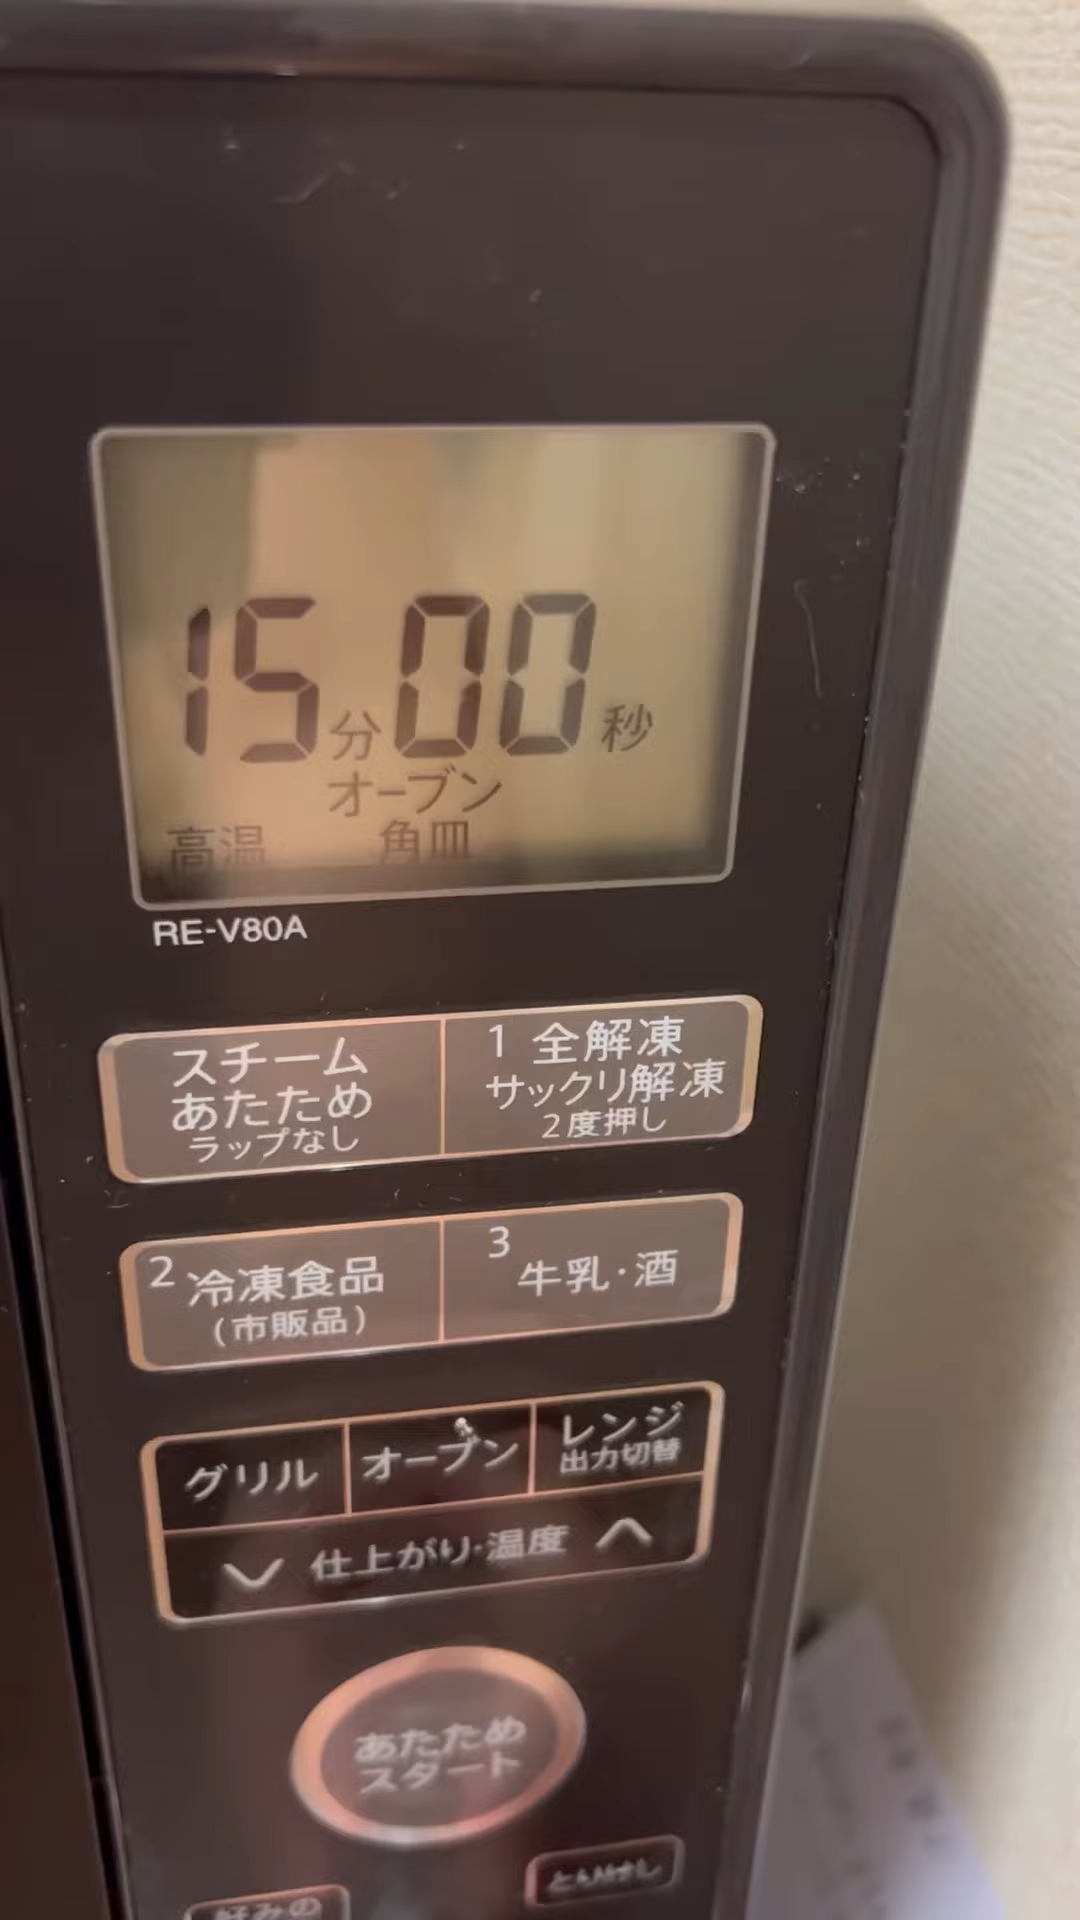 15分00秒
オーブン
高温 角皿
RE-V80A
スチーム
あたため
ラップなし
1 全解凍
サックリ解凍
2度押し
2 冷凍食品
(市販品)
3 牛乳・酒
グリル
オーブン
レンジ
出力切替
仕上がり・温度
あたため
スタート
とりけし
好みの